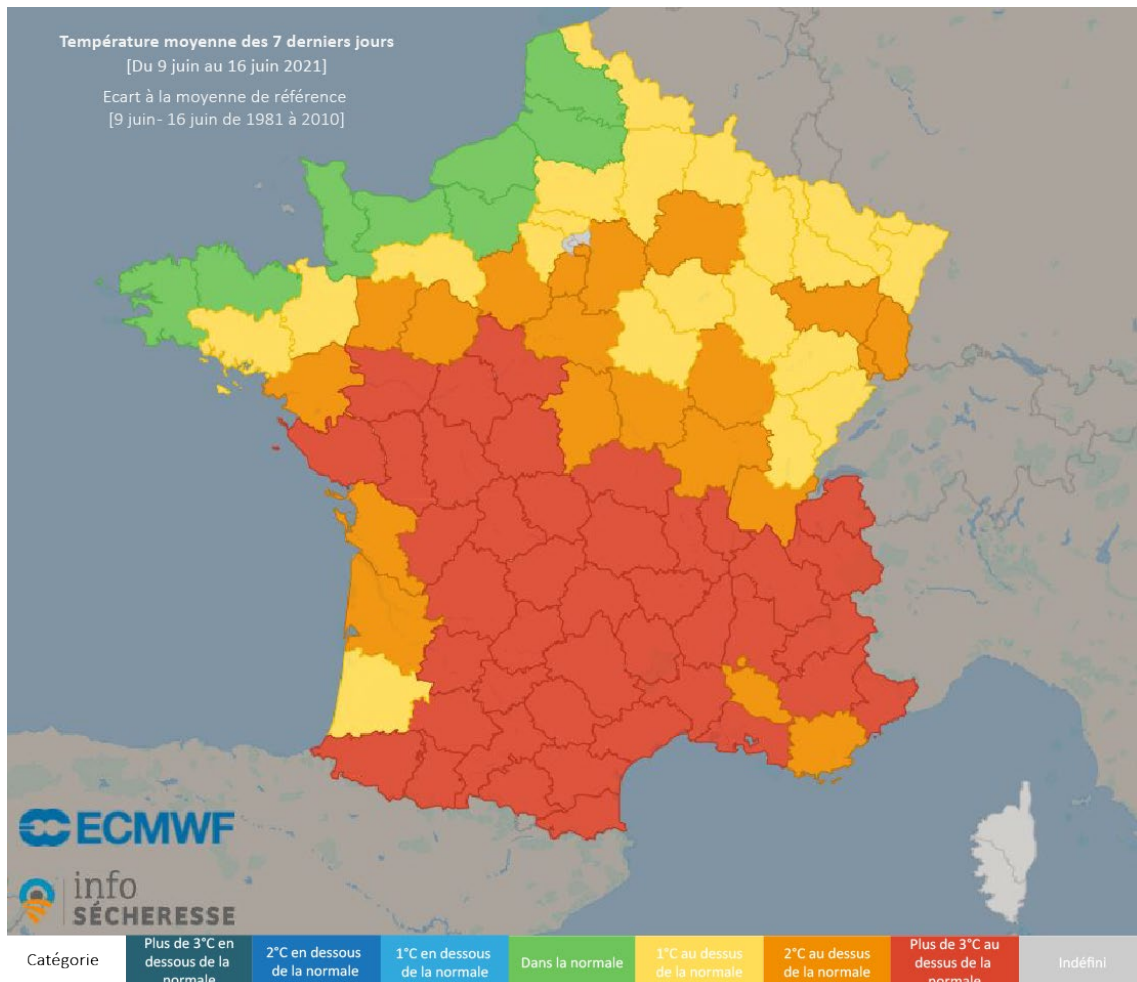 Température moyenne des 7 derniers jours
[Du 9 juin au 16 juin 2021]
Ecart à la moyenne de référence
[9 juin- 16 juin de 1981 à 2010]
ECMWF
info
SÉCHERESSE
Catégorie
Plus de 3°C en
dessous de la
normale
2°C en dessous
de la normale
1°C en dessous
de la normale
Dans la normale
1°C au dessus
de la normale
2°C au dessus
de la normale
Plus de 3°C au
dessus de la
normale
Indéfini